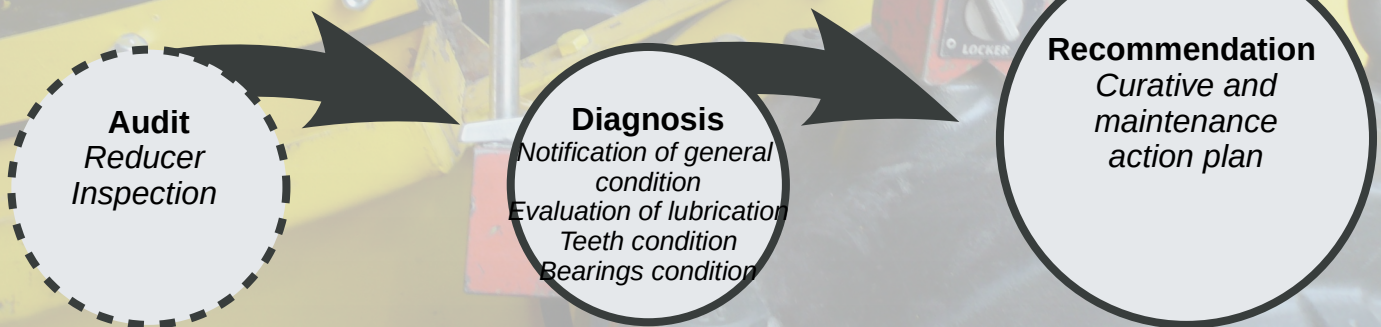 Audit
Reducer
Inspection
Diagnosis
Notification of general
condition
Evaluation of lubrication
Teeth condition
Bearings condition
LOCKER
Recommendation
Curative and
maintenance
action plan